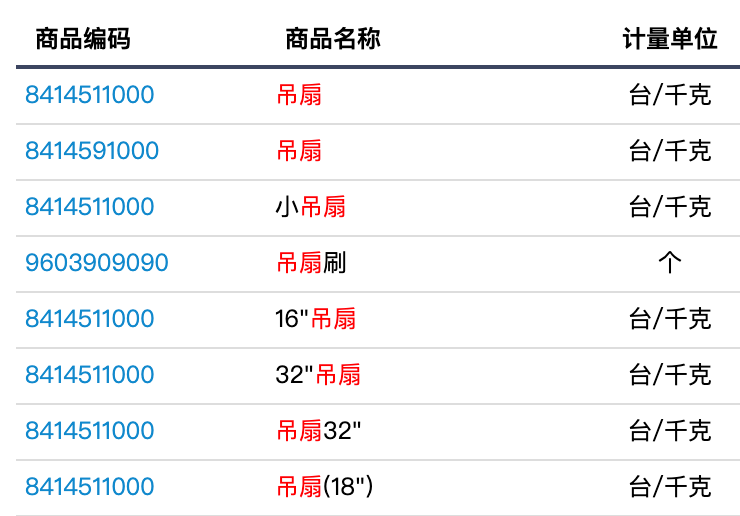 商品编码 商品名称 计量单位
8414511000 吊扇 台/千克
8414591000 吊扇 台/千克
8414511000 小吊扇 台/千克
9603909090 吊扇刷 个
8414511000 16"吊扇 台/千克
8414511000 32"吊扇 台/千克
8414511000 吊扇32" 台/千克
8414511000 吊扇(18") 台/千克